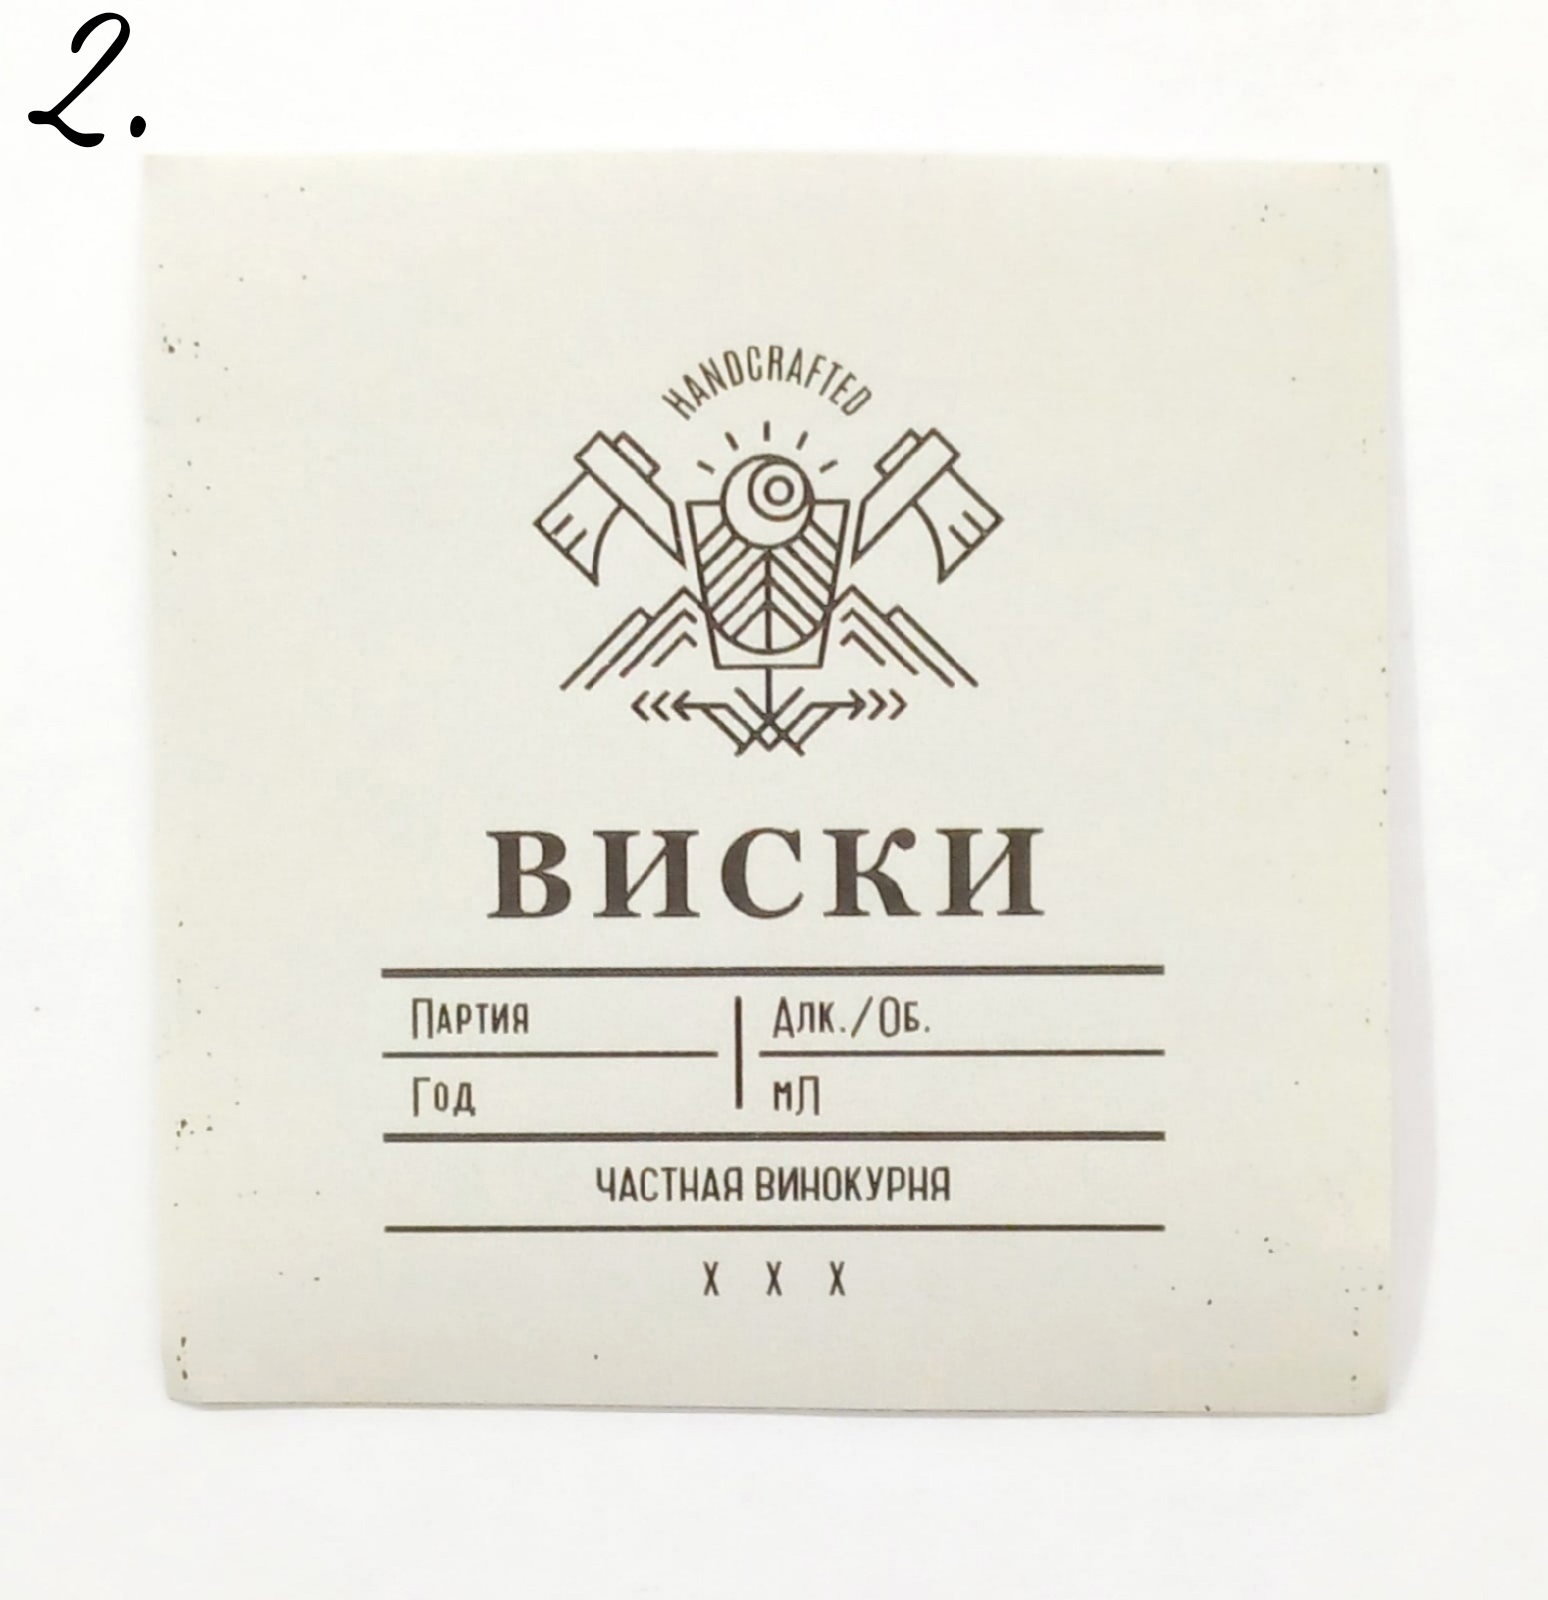 2.
HANDCRAFTED
ВИСКИ
Партия
Алк./Об.
Год
мЛ
ЧАСТНАЯ ВИНОКУРНЯ
X X X